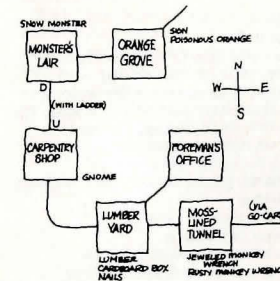 SNOW MONSTER
MONSTER'S
LAIR
ORANGE
GROVE
SIGN
POISONOUS ORANGE
N
W
E
S
D
(WITH LADDER)
U
CARPENTRY
SHOP
GNOME
FOREMAN'S
OFFICE
LUMBER
YARD
MOSS-
LINED
TUNNEL
(VIA
GO-CART
LUMBER
CARDBOARD BOX
NAILS
JEWELED MONKEY
WRENCH
RUSTY MONKEY WRENCH